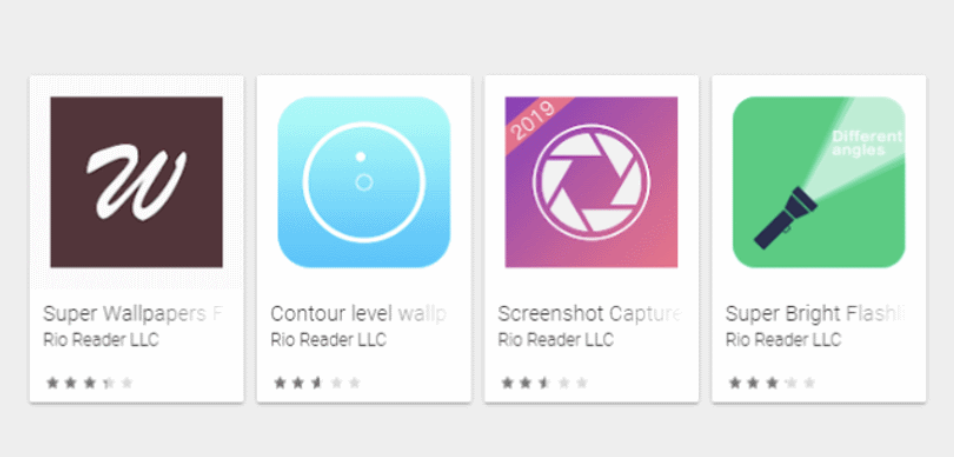 W
2019
Different
angles
Super Wallpapers F
Contour level wallp
Screenshot Capture
Super Bright Flashli
Rio Reader LLC
Rio Reader LLC
Rio Reader LLC
Rio Reader LLC